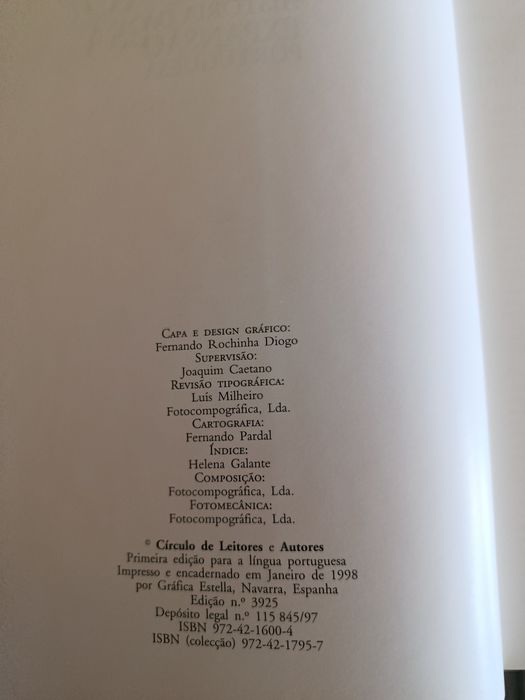 CAPA E DESIGN GRÁFICO:
Fernando Rochinha Diogo
SUPERVISÃO:
Joaquim Caetano
REVISÃO TIPOGRÁFICA:
Luís Milheiro
Fotocompográfica, Lda.
CARTOGRAFIA:
Fernando Pardal
ÍNDICE:
Helena Galante
COMPOSIÇÃO:
Fotocompográfica, Lda.
FOTOMECÂNICA:
Fotocompográfica, Lda.
© Círculo de Leitores e Autores
Primeira edição para a língua portuguesa
Impresso e encadernado em Janeiro de 1998
por Gráfica Estella, Navarra, Espanha
Edição n.º 3925
Depósito legal n.º 115 845/97
ISBN 972-42-1600-4
ISBN (colecção) 972-42-1795-7